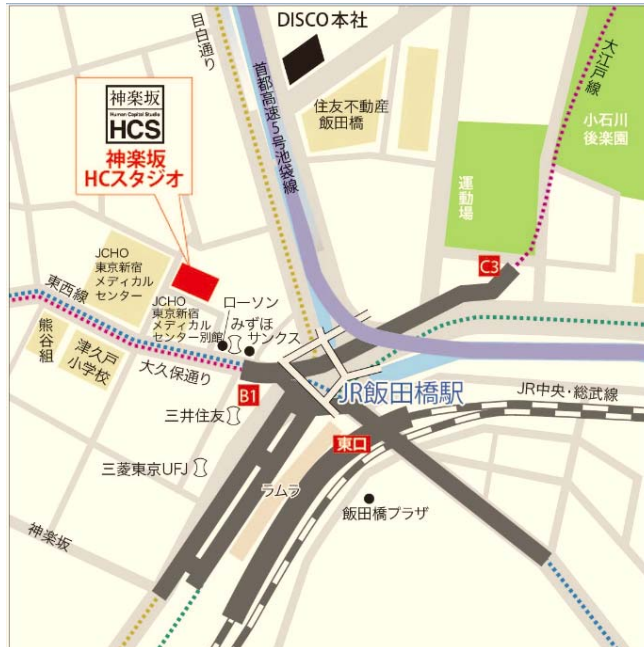 目白通り
DISCO本社
首都高速5号池袋線
住友不動産
飯田橋
大江戸線
小石川
後楽園
運動場
神楽坂
Human Capital Studio
HCS
神楽坂
HCスタジオ
C3
JCHO
東京新宿
メディカル
センター
JCHO
東京新宿
メディカル
センター別館
ローソン
みずほ
サンクス
東西線
熊谷組
津久戸
小学校
大久保通り
B1
JR飯田橋駅
JR中央・総武線
三井住友
東口
三菱東京UFJ
ラムラ
飯田橋プラザ
神楽坂